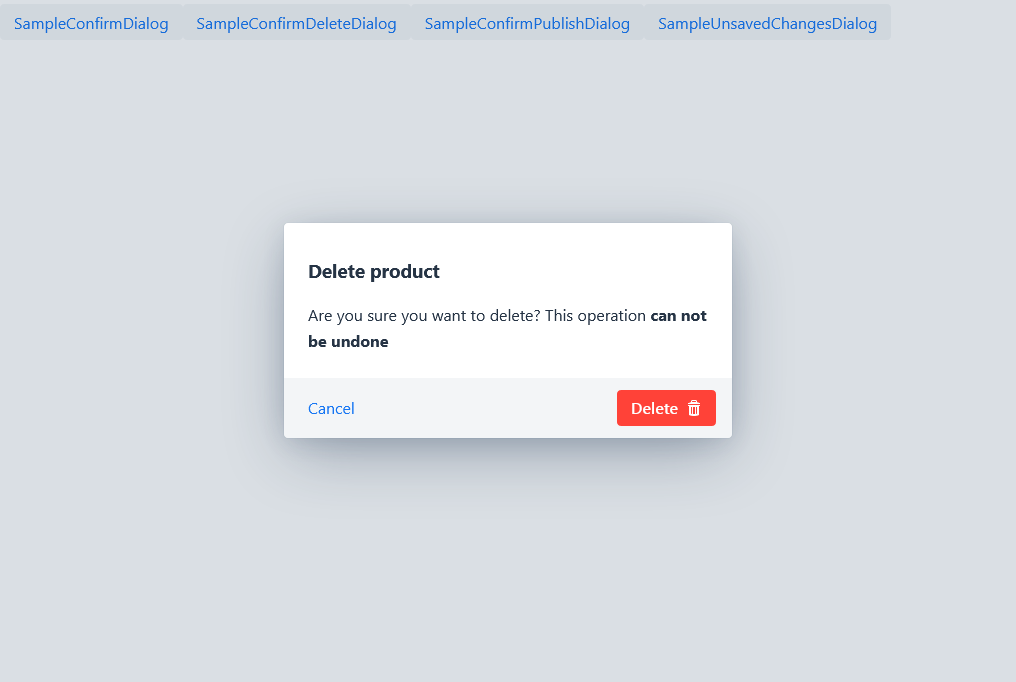 SampleConfirmDialog SampleConfirmDeleteDialog SampleConfirmPublishDialog SampleUnsavedChangesDialog
Delete product
Are you sure you want to delete? This operation can not
be undone
Cancel Delete